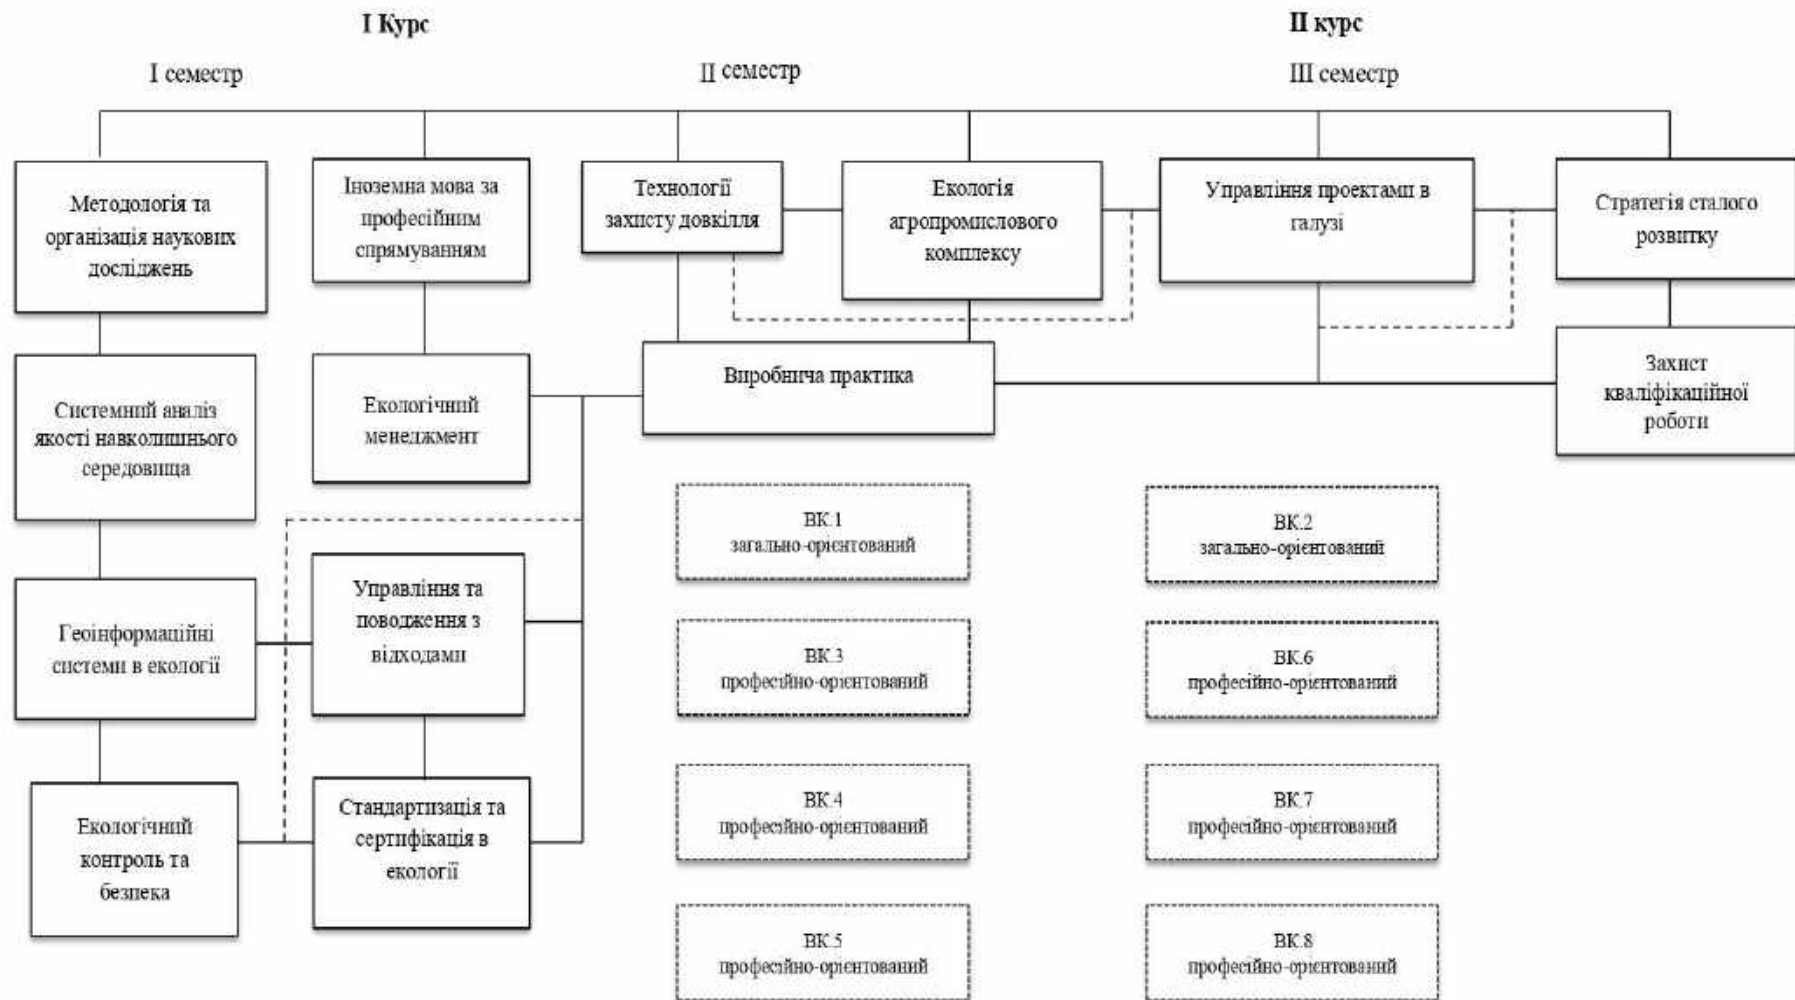 І Курс
ІІ курс
І семестр
ІІ семестр
ІІІ семестр
Методологія та
організація наукових
досліджень
Іноземна мова за
професійним
спрямуванням
Технології
захисту довкілля
Екологія
агропромислового
комплексу
Управління проектами в
галузі
Стратегія сталого
розвитку
Системний аналіз
якості навколишнього
середовища
Екологічний
менеджмент
Виробнича практика
Захист
кваліфікаційної
роботи
ВК.1
загально-орієнтований
ВК.2
загально-орієнтований
Геоінформаційні
системи в екології
Управління та
поводження з
відходами
ВК.3
професійно-орієнтований
ВК.6
професійно-орієнтований
Екологічний
контроль та
безпека
Стандартизація та
сертифікація в
екології
ВК.4
професійно-орієнтований
ВК.7
професійно-орієнтований
ВК.5
професійно-орієнтований
ВК.8
професійно-орієнтований